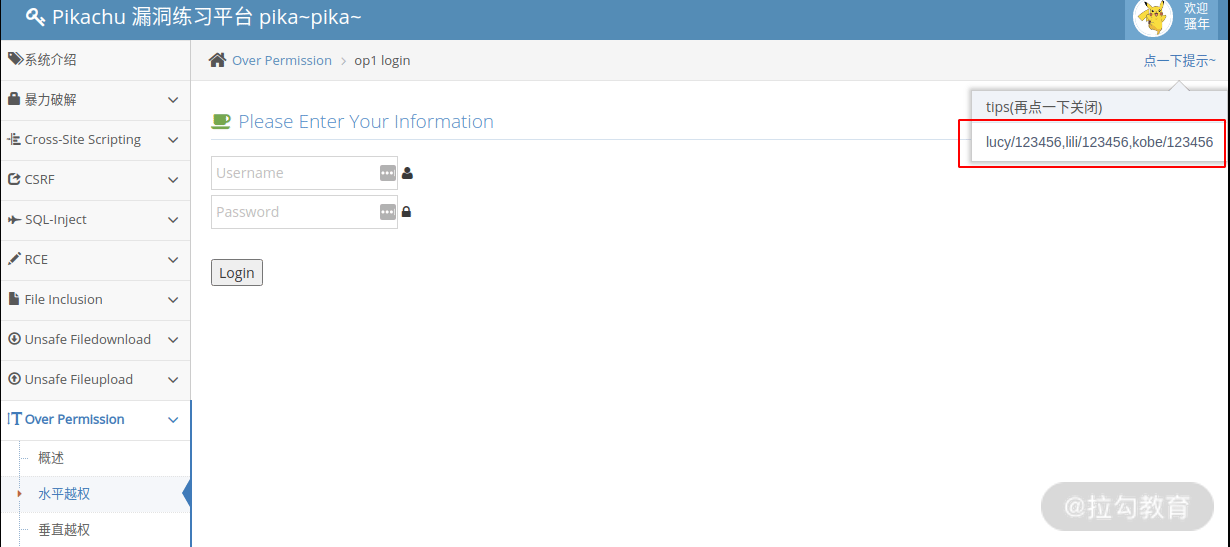 Pikachu 漏洞练习平台 pika~pika~
欢迎
骚年
系统介绍
暴力破解
Cross-Site Scripting
CSRF
SQL-Inject
RCE
File Inclusion
Unsafe Filedownload
Unsafe Fileupload
Over Permission
概述
水平越权
垂直越权
Over Permission > op1 login
点一下提示~
tips(再点一下关闭)
lucy/123456,lili/123456,kobe/123456
Please Enter Your Information
Username
Password
Login
@拉勾教育